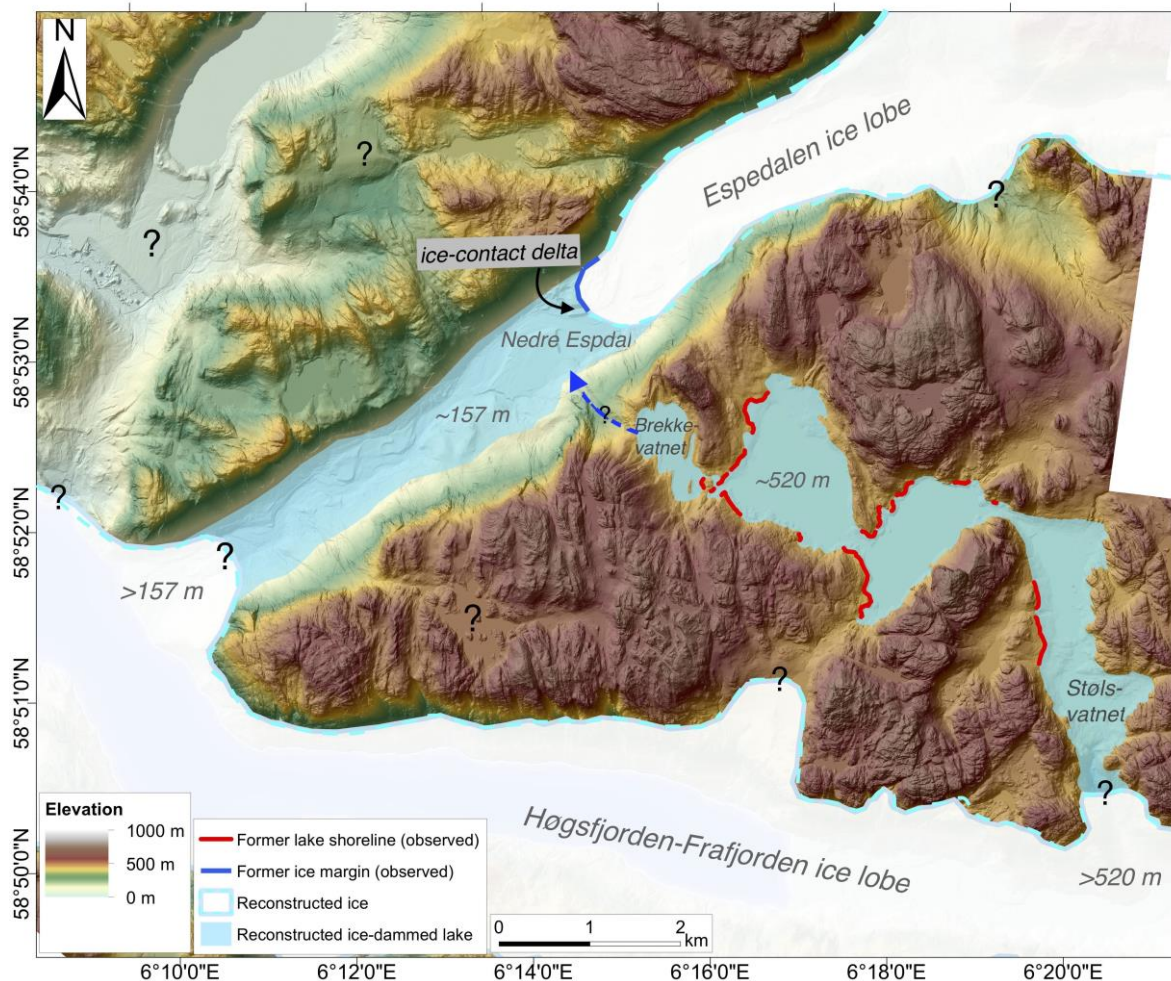 N
?
?
Espedalen ice lobe
?
ice-contact delta
Nedre Espdal
~157 m
?
Brekke-
vatnet
~520 m
?
?
>157 m
?
?
Støls-
vatnet
?
Høgsfjorden-Frafjorden ice lobe
>520 m
Elevation
1000 m
500 m
0 m
Former lake shoreline (observed)
Former ice margin (observed)
Reconstructed ice
Reconstructed ice-dammed lake
0 1 2
km
58°54'0"N
58°53'0"N
58°52'0"N
58°51'0"N
58°50'0"N
6°10'0"E 6°12'0"E 6°14'0"E 6°16'0"E 6°18'0"E 6°20'0"E